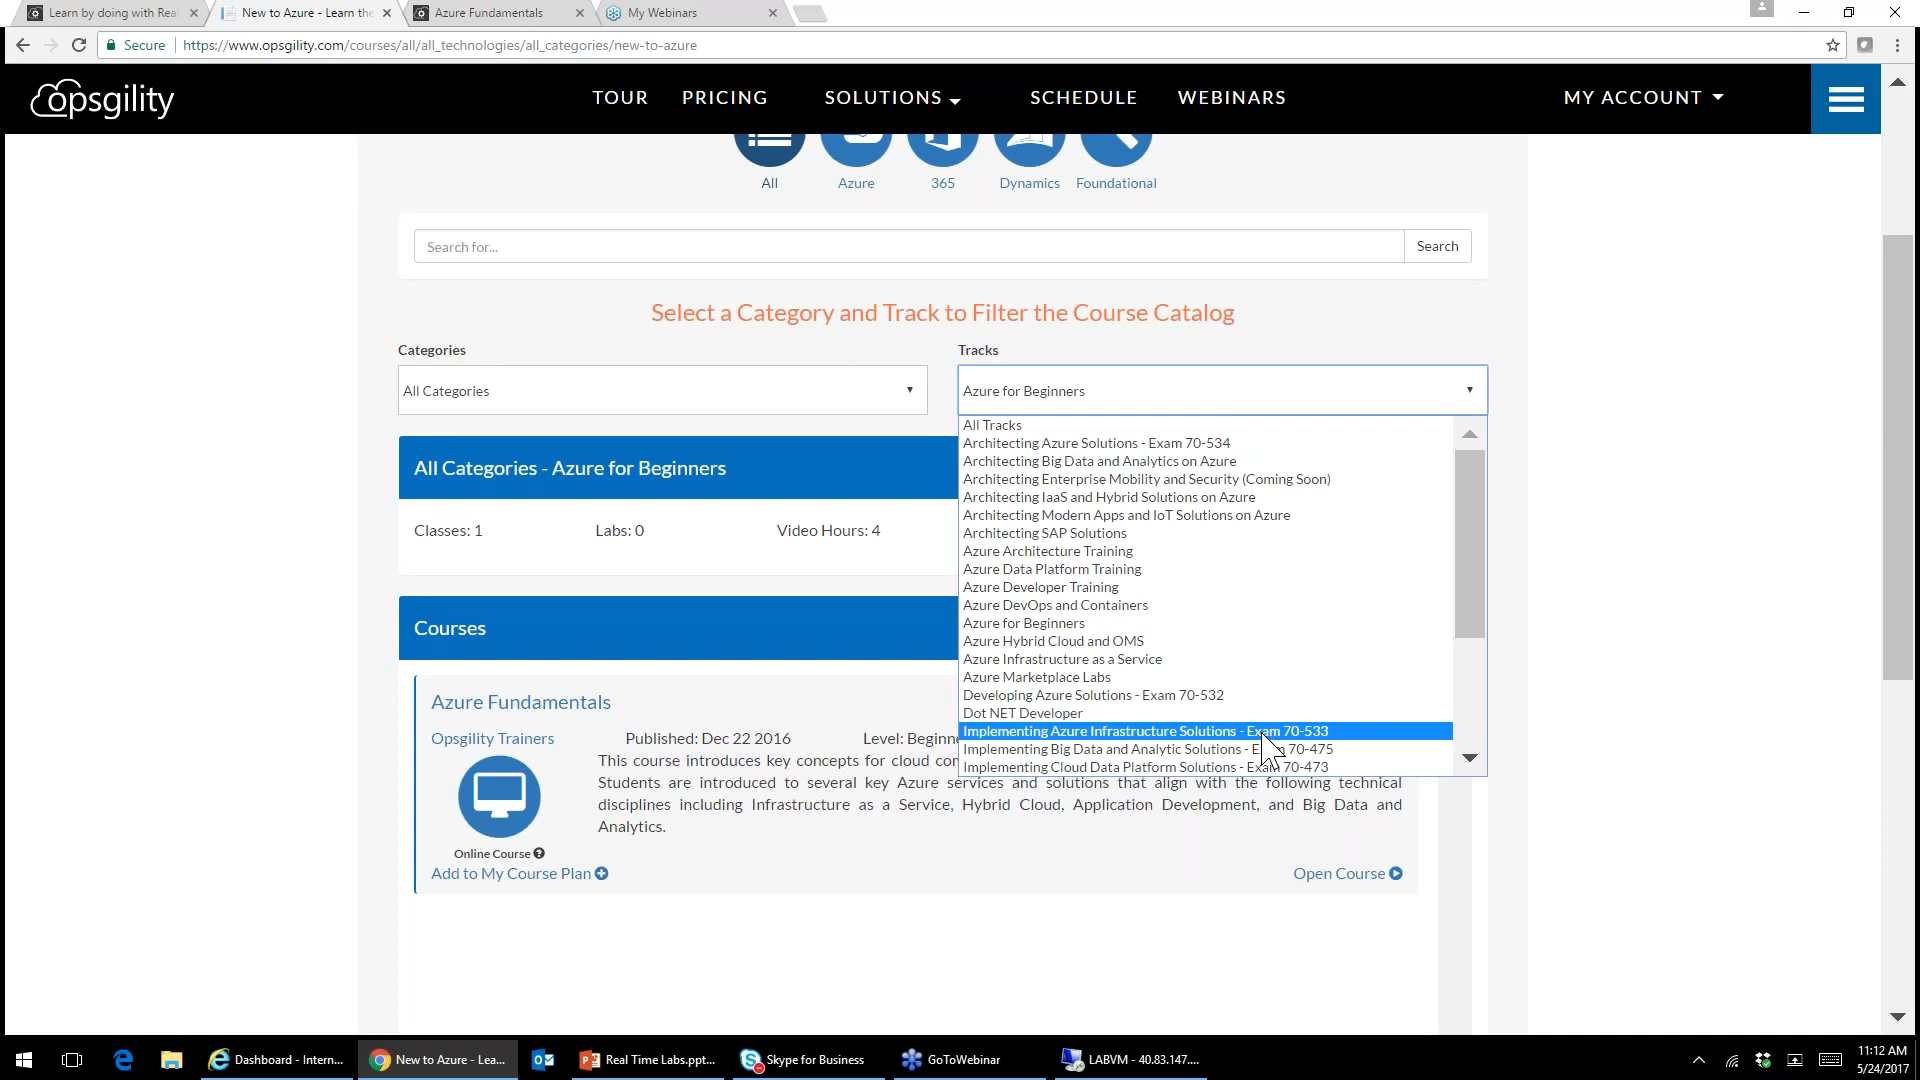 Learn by doing with Real
New to Azure - Learn the
Azure Fundamentals
My Webinars
Secure
https://www.opsgility.com/courses/all/all_technologies/all_categories/new-to-azure
opsgility
TOUR
PRICING
SOLUTIONS
SCHEDULE
WEBINARS
MY ACCOUNT
All
Azure
365
Dynamics
Foundational
Search for...
Search
Select a Category and Track to Filter the Course Catalog
Categories
Tracks
All Categories
Azure for Beginners
All Tracks
Architecting Azure Solutions - Exam 70-534
Architecting Big Data and Analytics on Azure
Architecting Enterprise Mobility and Security (Coming Soon)
Architecting IaaS and Hybrid Solutions on Azure
Architecting Modern Apps and IoT Solutions on Azure
Architecting SAP Solutions
Azure Architecture Training
Azure Data Platform Training
Azure Developer Training
Azure DevOps and Containers
Azure for Beginners
Azure Hybrid Cloud and OMS
Azure Infrastructure as a Service
Azure Marketplace Labs
Developing Azure Solutions - Exam 70-532
Dot NET Developer
Implementing Azure Infrastructure Solutions - Exam 70-533
Implementing Big Data and Analytic Solutions - Exam 70-475
Implementing Cloud Data Platform Solutions - Exam 70-473
All Categories - Azure for Beginners
Classes: 1
Labs: 0
Video Hours: 4
Courses
Azure Fundamentals
Opsgility Trainers
Published: Dec 22 2016
Level: Beginne
This course introduces key concepts for cloud com
Students are introduced to several key Azure services and solutions that align with the following technical
disciplines including Infrastructure as a Service, Hybrid Cloud, Application Development, and Big Data and
Analytics.
Online Course
Add to My Course Plan
Open Course
Dashboard - Intern...
New to Azure - Lea...
Real Time Labs.ppt...
Skype for Business
GoToWebinar
LABVM - 40.83.147....
11:12 AM
5/24/2017